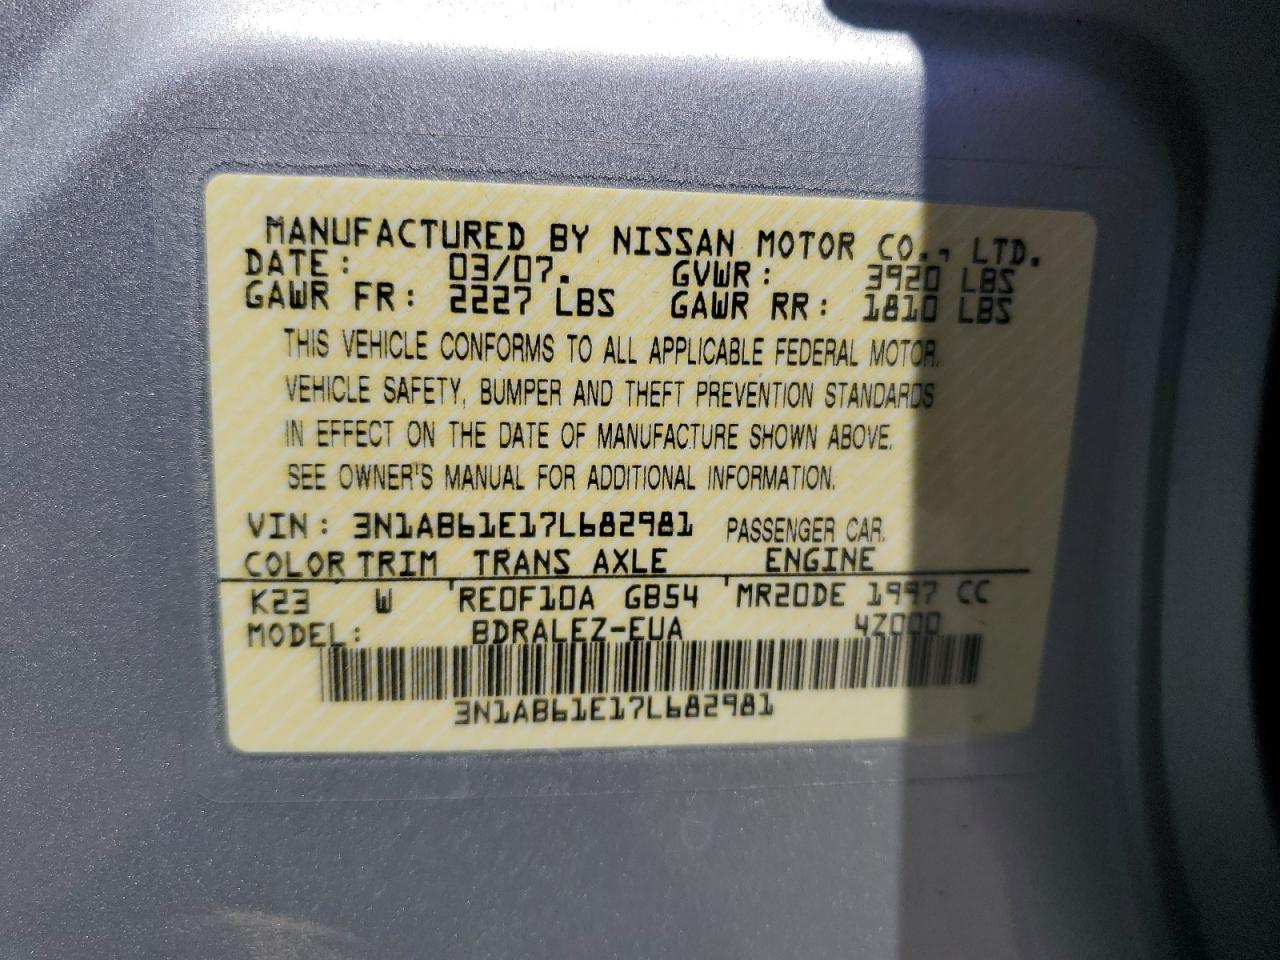 MANUFACTURED BY NISSAN MOTOR CO., LTD.
DATE: 03/07. GVWR: 3920 LBS
GAWR FR: 2227 LBS GAWR RR: 1810 LBS
THIS VEHICLE CONFORMS TO ALL APPLICABLE FEDERAL MOTOR.
VEHICLE SAFETY, BUMPER AND THEFT PREVENTION STANDARDS
IN EFFECT ON THE DATE OF MANUFACTURE SHOWN ABOVE.
SEE OWNER'S MANUAL FOR ADDITIONAL INFORMATION.
VIN: 3N1AB61E17L682981 PASSENGER CAR.
COLOR TRIM TRANS AXLE ENGINE
K23 W RE0F10A GB54 MR20DE 1997 CC
MODEL: BDRALEZ-EUA 4Z000
3N1AB61E17L682981